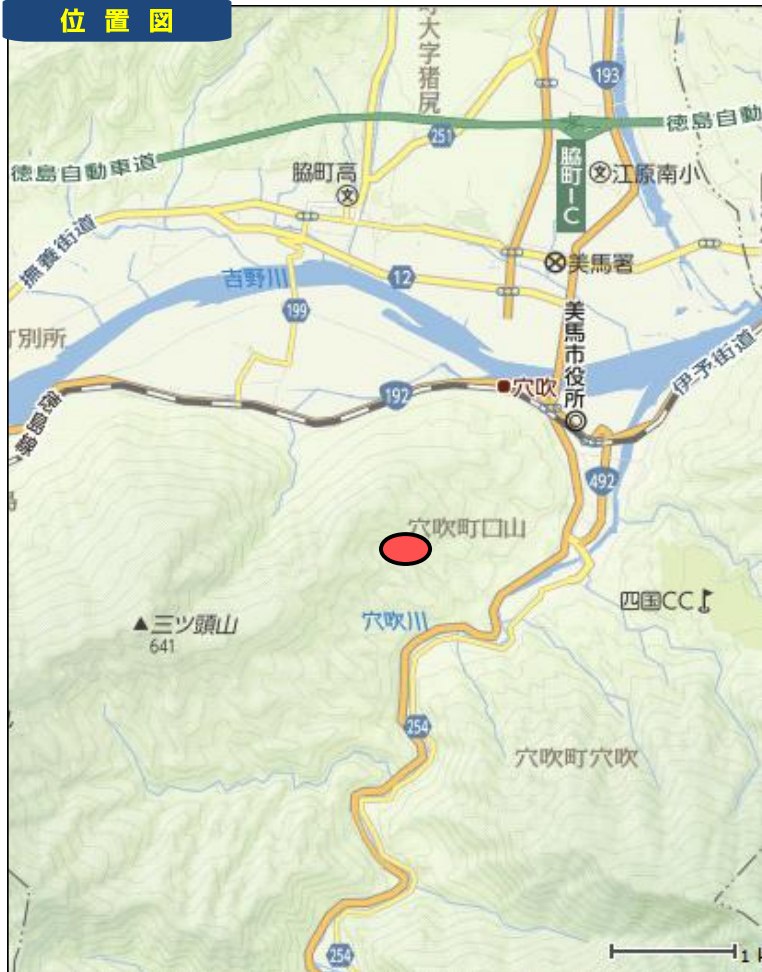 位置図
町大字猪尻
193
徳島自動
251
徳島自動車道
脇町高
文
脇町IC
文江原南小
撫養街道
美馬署
吉野川
12
199
美馬市役所
町別所
伊予街道
穴吹
192
徳島線
492
穴吹町口山
四国CC
穴吹川
▲三ツ頭山
641
254
穴吹町穴吹
254
1 k